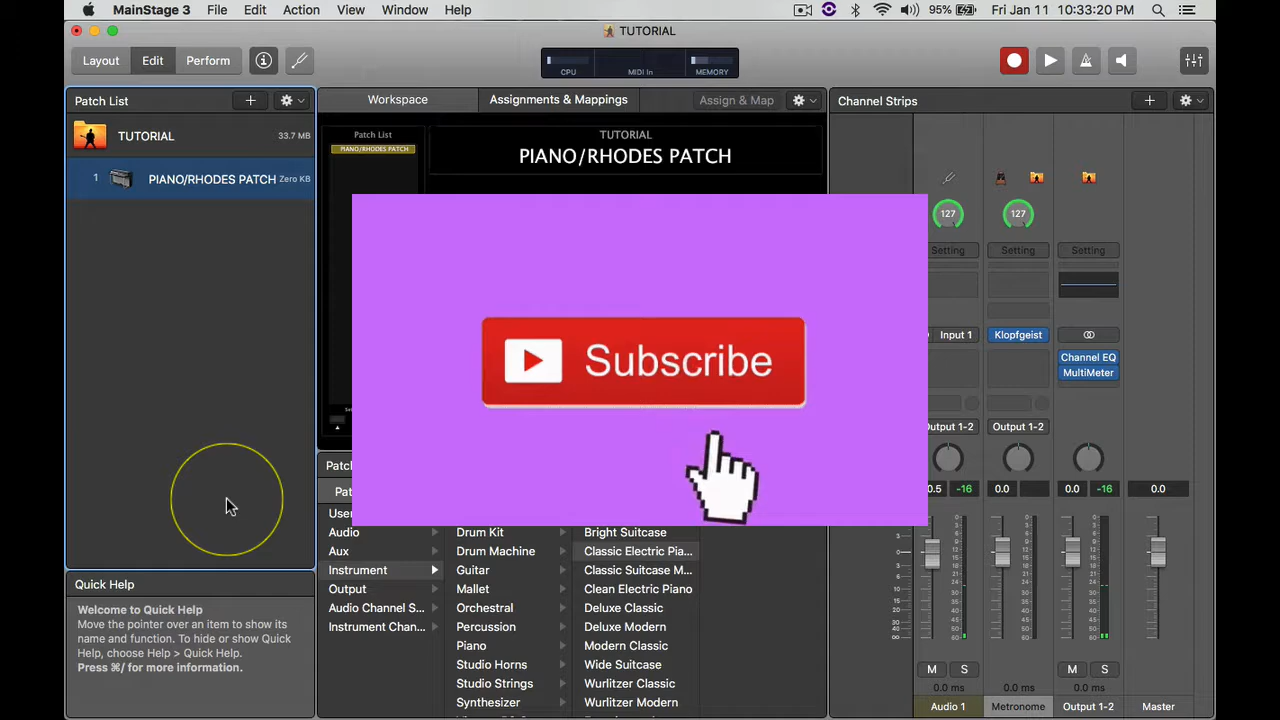 MainStage 3 File Edit Action View Window Help 95% Fri Jan 11 10:33:20 PM
TUTORIAL
Layout Edit Perform
CPU MIDI In MEMORY
Patch List
Workspace Assignments & Mappings Assign & Map
Channel Strips
TUTORIAL 33.7 MB
1 PIANO/RHODES PATCH Zero KB
Patch List
PIANO/RHODES PATCH
TUTORIAL
PIANO/RHODES PATCH
127 127
Setting Setting Setting
Subscribe
Input 1 Klopfgeist
Channel EQ
MultiMeter
Output 1-2 Output 1-2
0.5 -16 0.0 0.0 -16 0.0
User
Audio
Aux
Instrument
Output
Audio Channel S...
Instrument Chan...
Drum Kit
Drum Machine
Guitar
Mallet
Orchestral
Percussion
Piano
Studio Horns
Studio Strings
Synthesizer
Bright Suitcase
Classic Electric Pia...
Classic Suitcase M...
Clean Electric Piano
Deluxe Classic
Deluxe Modern
Modern Classic
Wide Suitcase
Wurlitzer Classic
Wurlitzer Modern
Quick Help
Welcome to Quick Help
Move the pointer over an item to show its
name and function. To hide or show Quick
Help, choose Help > Quick Help.
Press ⌘/ for more information.
M S M S
0.0 ms 0.0 ms 0.0 ms
Audio 1 Metronome Output 1-2 Master